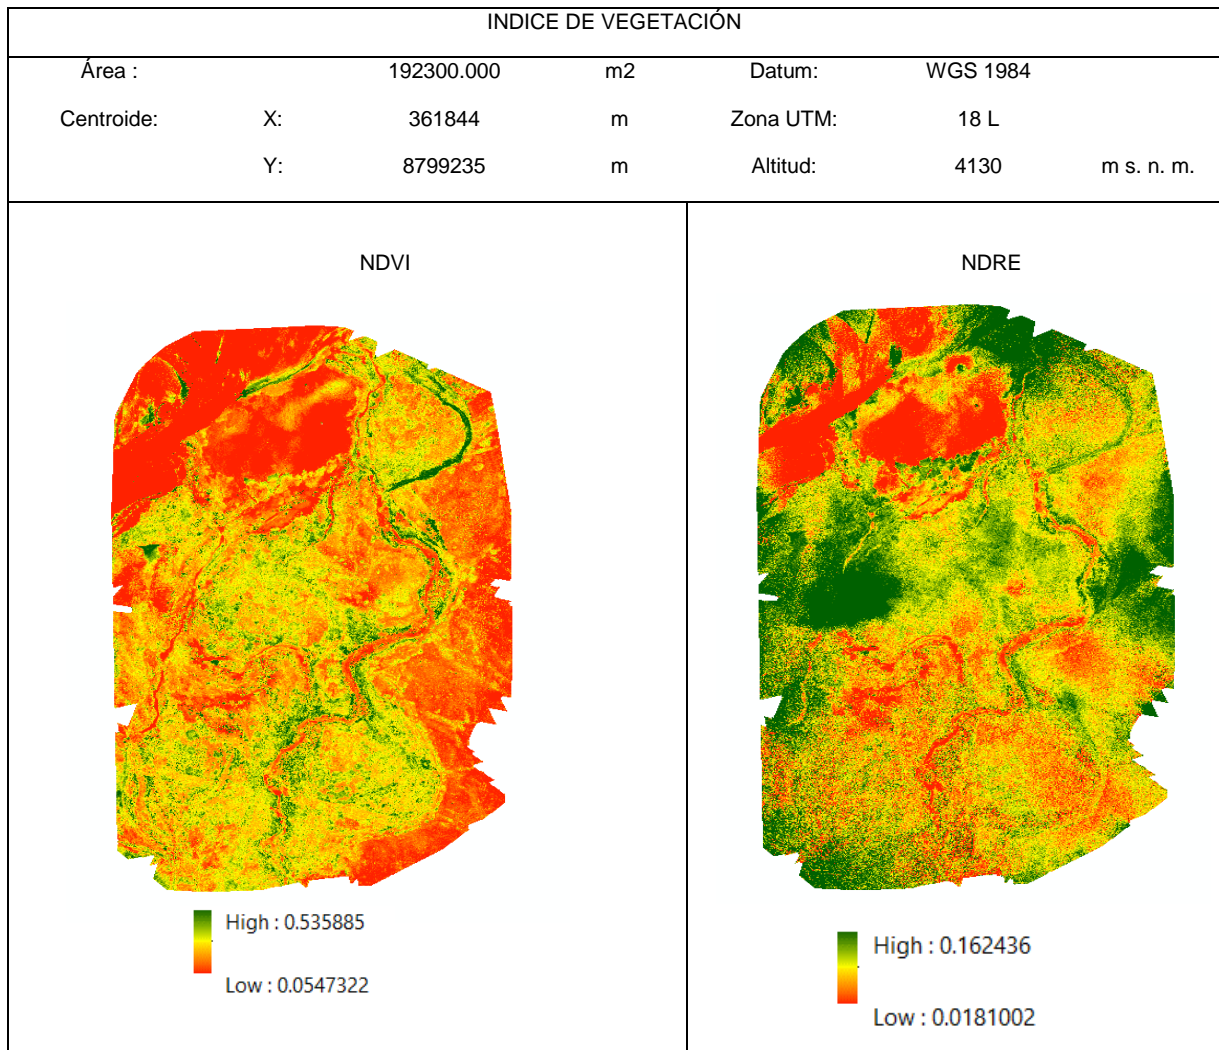 INDICE DE VEGETACIÓN
Área : 192300.000 m2 Datum: WGS 1984
Centroide: X: 361844 m Zona UTM: 18 L
Y: 8799235 m Altitud: 4130 m s. n. m.
NDVI
High : 0.535885
Low : 0.0547322
NDRE
High : 0.162436
Low : 0.0181002